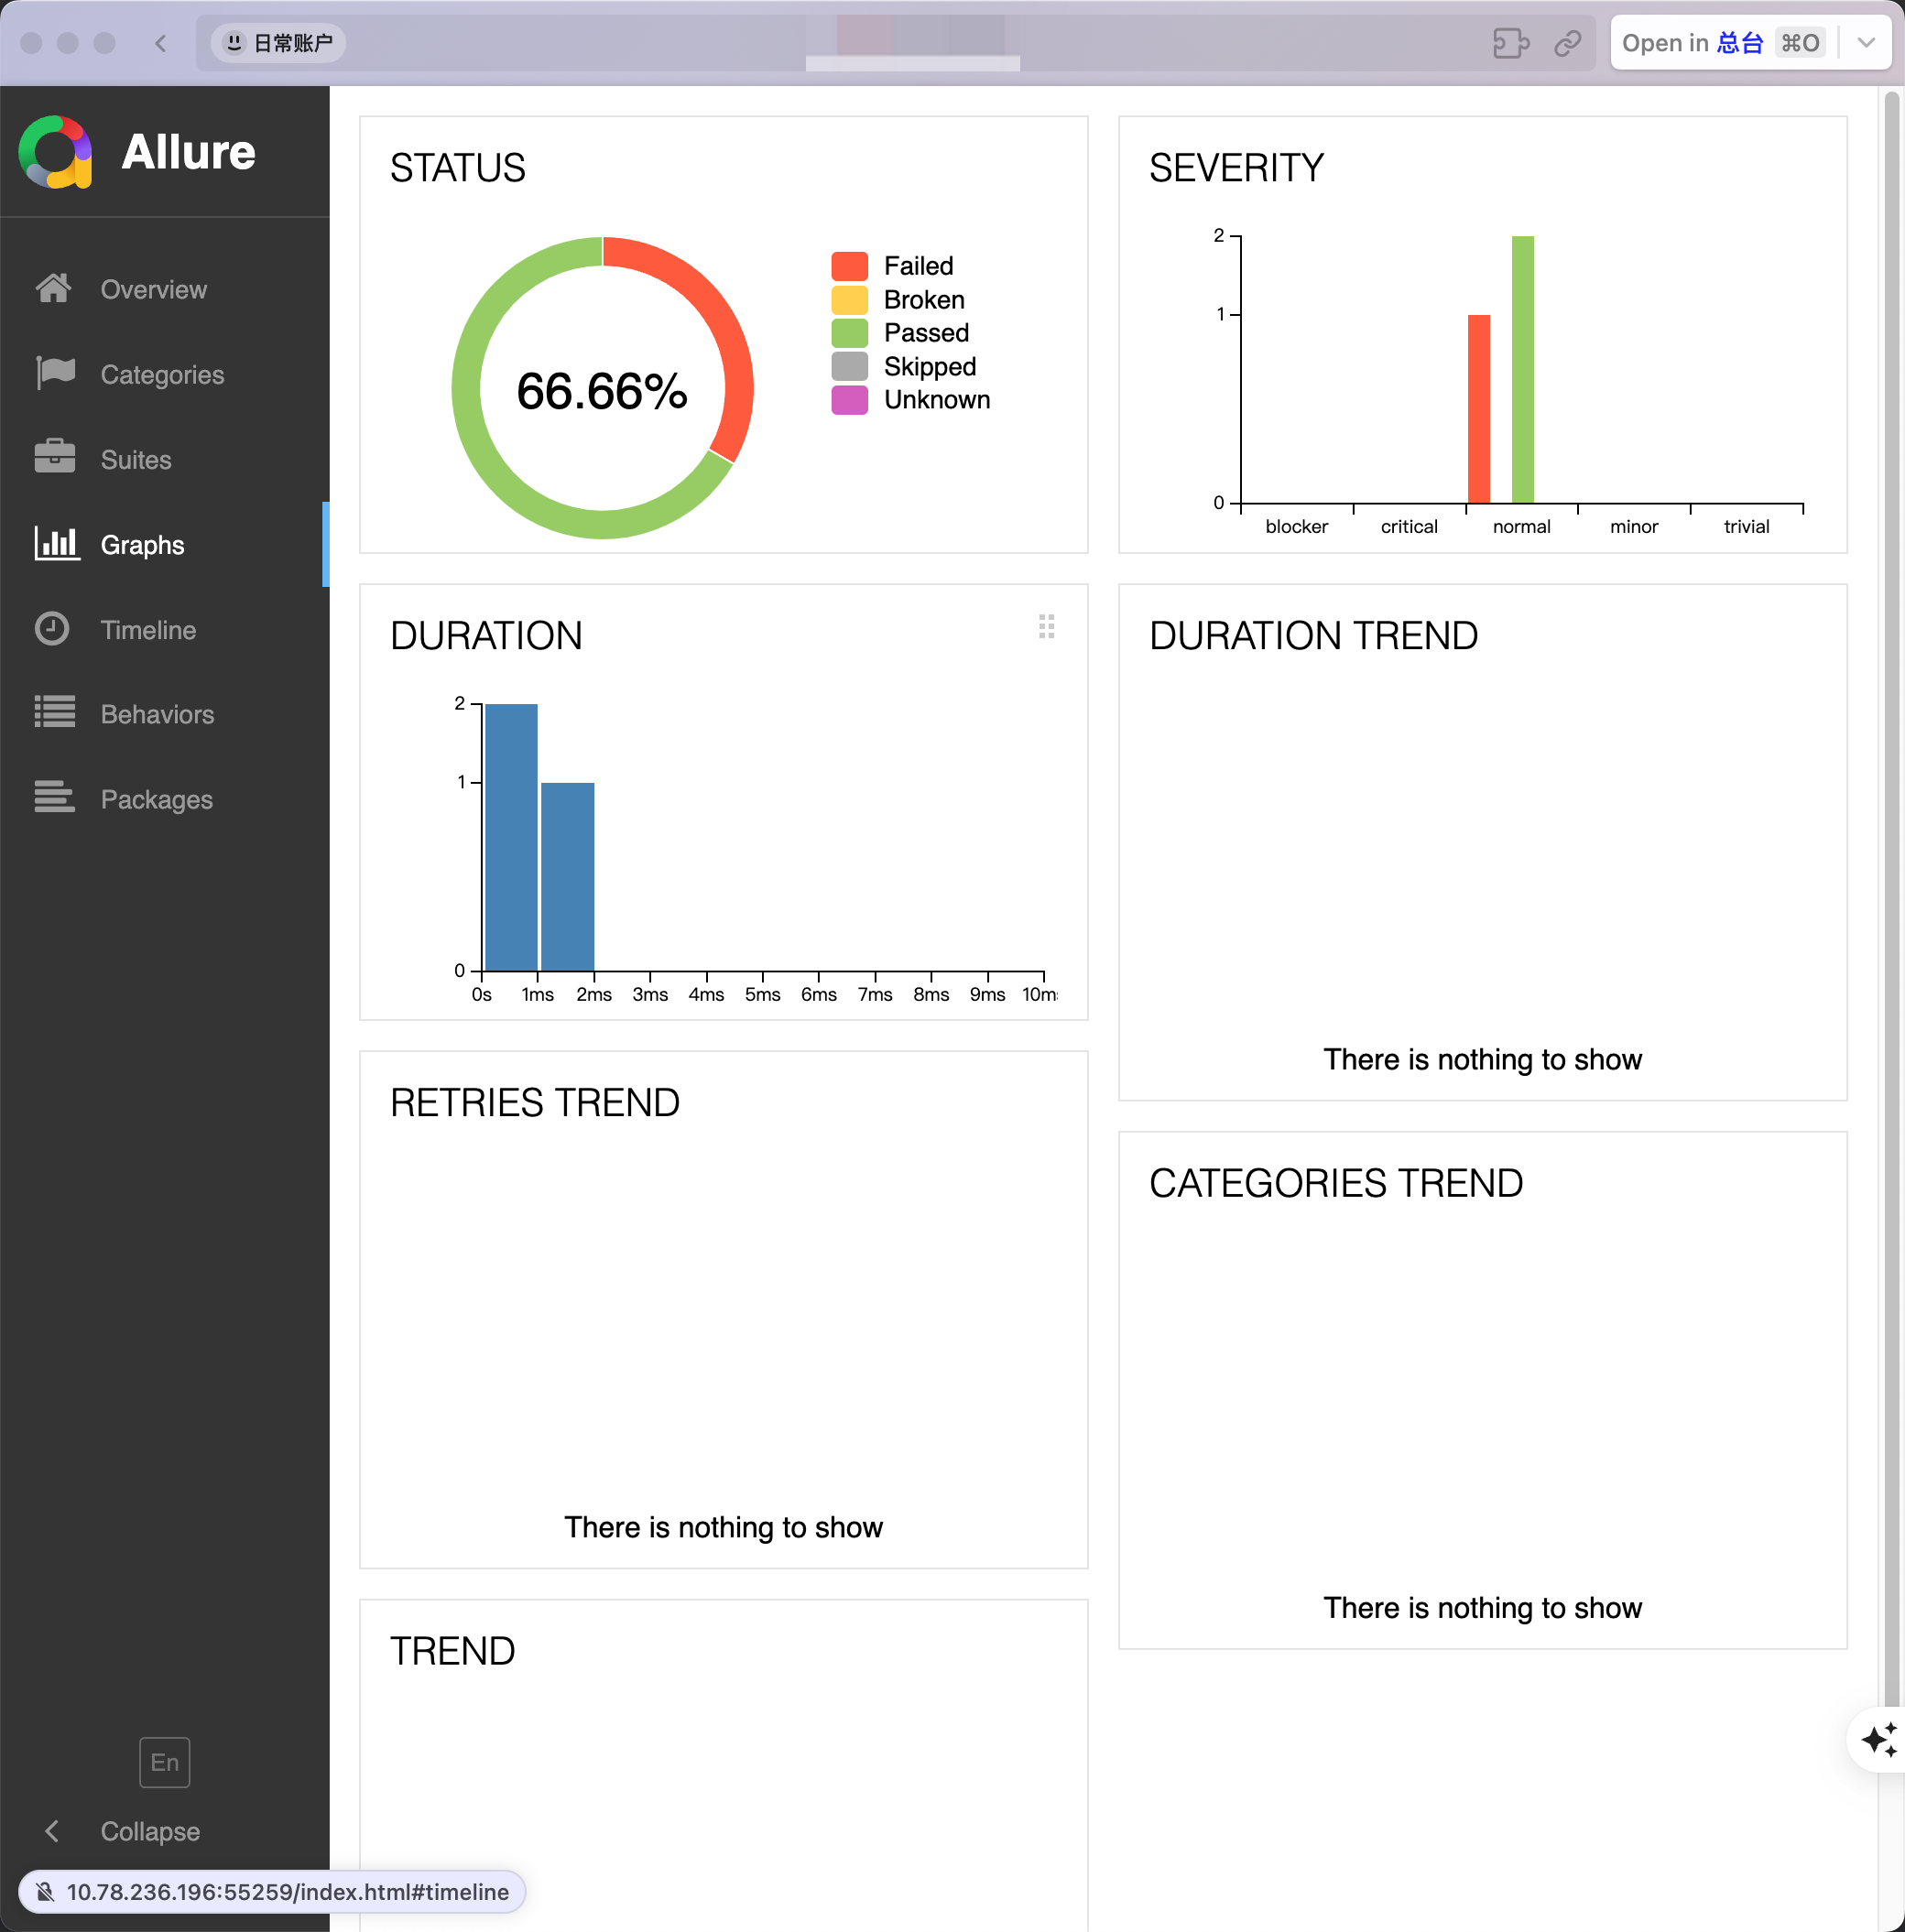 日常账户
Open in 总台 ⌘O
Allure
Overview
Categories
Suites
Graphs
Timeline
Behaviors
Packages
En
Collapse
10.78.236.196:55259/index.html#timeline
STATUS
66.66%
Failed
Broken
Passed
Skipped
Unknown
SEVERITY
2
1
0
blocker critical normal minor trivial
DURATION
2
1
0
0s 1ms 2ms 3ms 4ms 5ms 6ms 7ms 8ms 9ms 10m
DURATION TREND
There is nothing to show
RETRIES TREND
There is nothing to show
CATEGORIES TREND
There is nothing to show
TREND